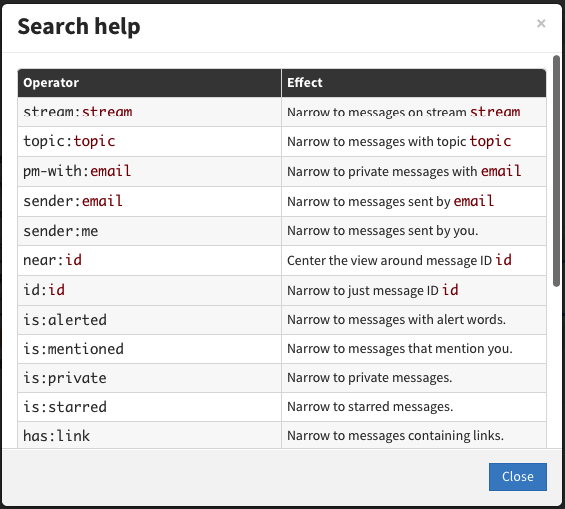 Search help
×
Operator Effect
stream:stream Narrow to messages on stream stream
topic:topic Narrow to messages with topic topic
pm-with:email Narrow to private messages with email
sender:email Narrow to messages sent by email
sender:me Narrow to messages sent by you.
near:id Center the view around message ID id
id:id Narrow to just message ID id
is:alerted Narrow to messages with alert words.
is:mentioned Narrow to messages that mention you.
is:private Narrow to private messages.
is:starred Narrow to starred messages.
has:link Narrow to messages containing links.
Close